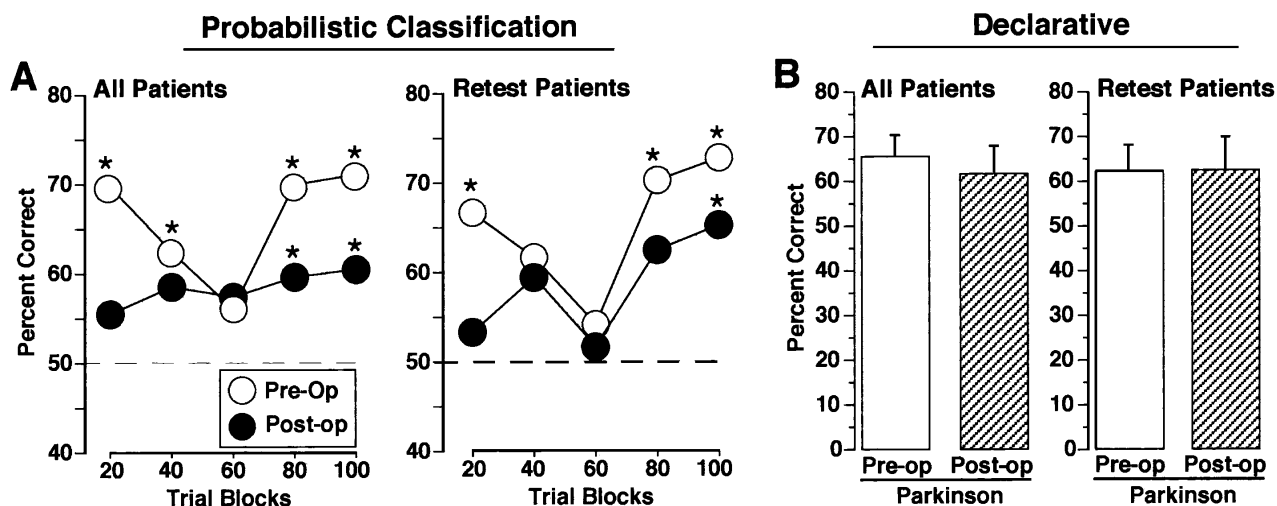 Probabilistic Classification
Declarative
A
All Patients
80
70
60
50
40
Percent Correct
*
*
*
*
*
*
Pre-Op
Post-op
20 40 60 80 100
Trial Blocks
Retest Patients
80
70
60
50
40
*
*
*
*
20 40 60 80 100
Trial Blocks
B
All Patients
80
70
60
50
40
30
20
10
0
Percent Correct
Pre-op Post-op
Parkinson
Retest Patients
80
70
60
50
40
30
20
10
0
Pre-op Post-op
Parkinson